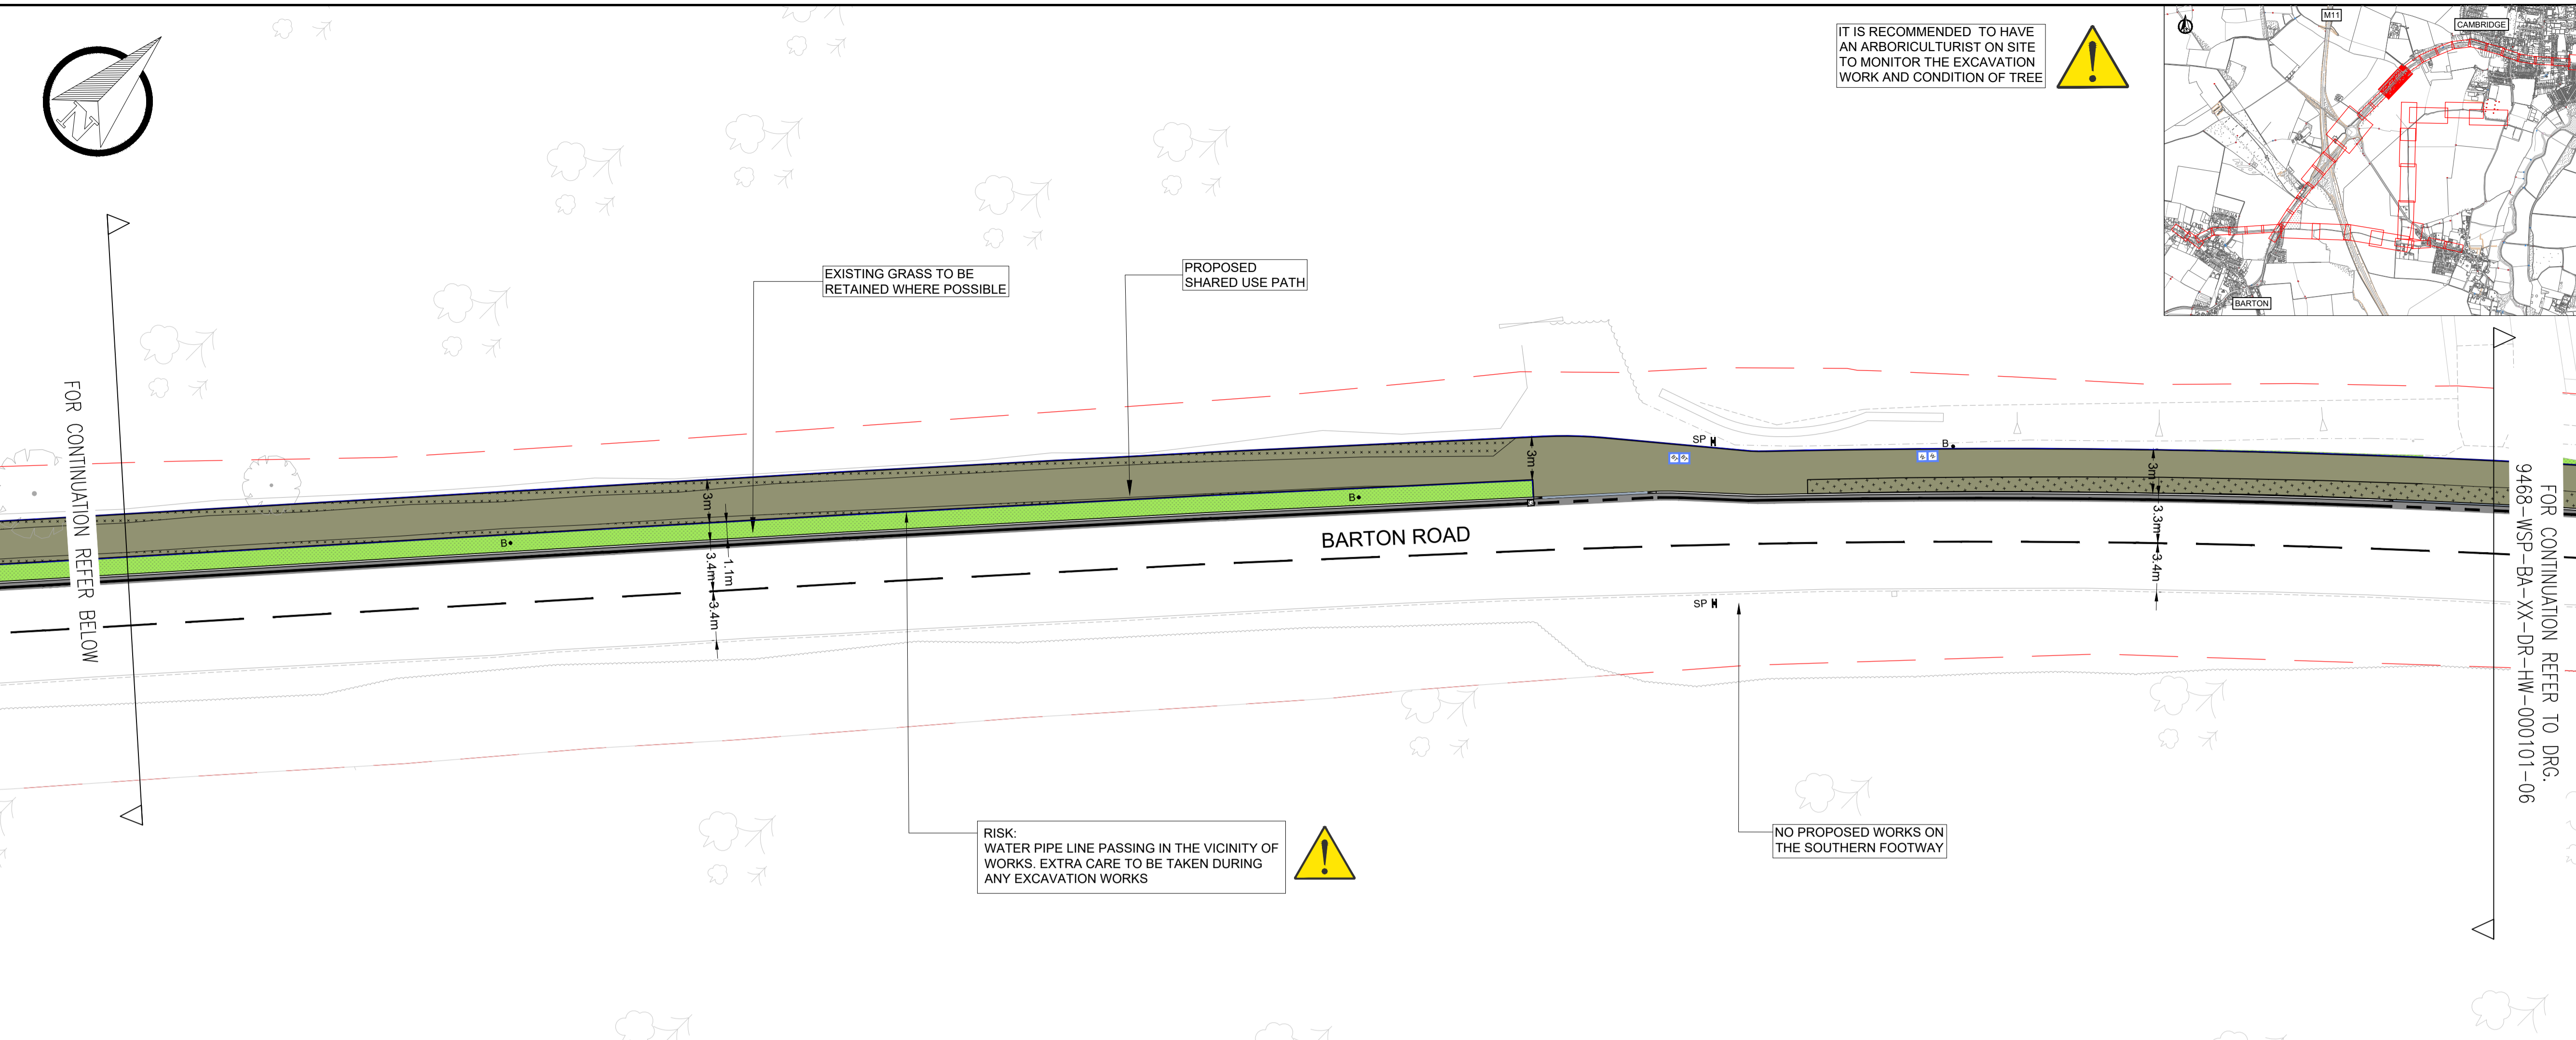 IT IS RECOMMENDED TO HAVE
AN ARBORICULTURIST ON SITE
TO MONITOR THE EXCAVATION
WORK AND CONDITION OF TREE
M11
CAMBRIDGE
BARTON
N
EXISTING GRASS TO BE
RETAINED WHERE POSSIBLE
PROPOSED
SHARED USE PATH
FOR CONTINUATION REFER BELOW
B
3m
1.1m
3.4m
3.4m
B
3m
BARTON ROAD
SP
SP
B
3m
3.3m
3.4m
FOR CONTINUATION REFER TO DRG.
9468-WSP-BA-XX-DR-HW-000101-06
RISK:
WATER PIPE LINE PASSING IN THE VICINITY OF
WORKS. EXTRA CARE TO BE TAKEN DURING
ANY EXCAVATION WORKS
NO PROPOSED WORKS ON
THE SOUTHERN FOOTWAY